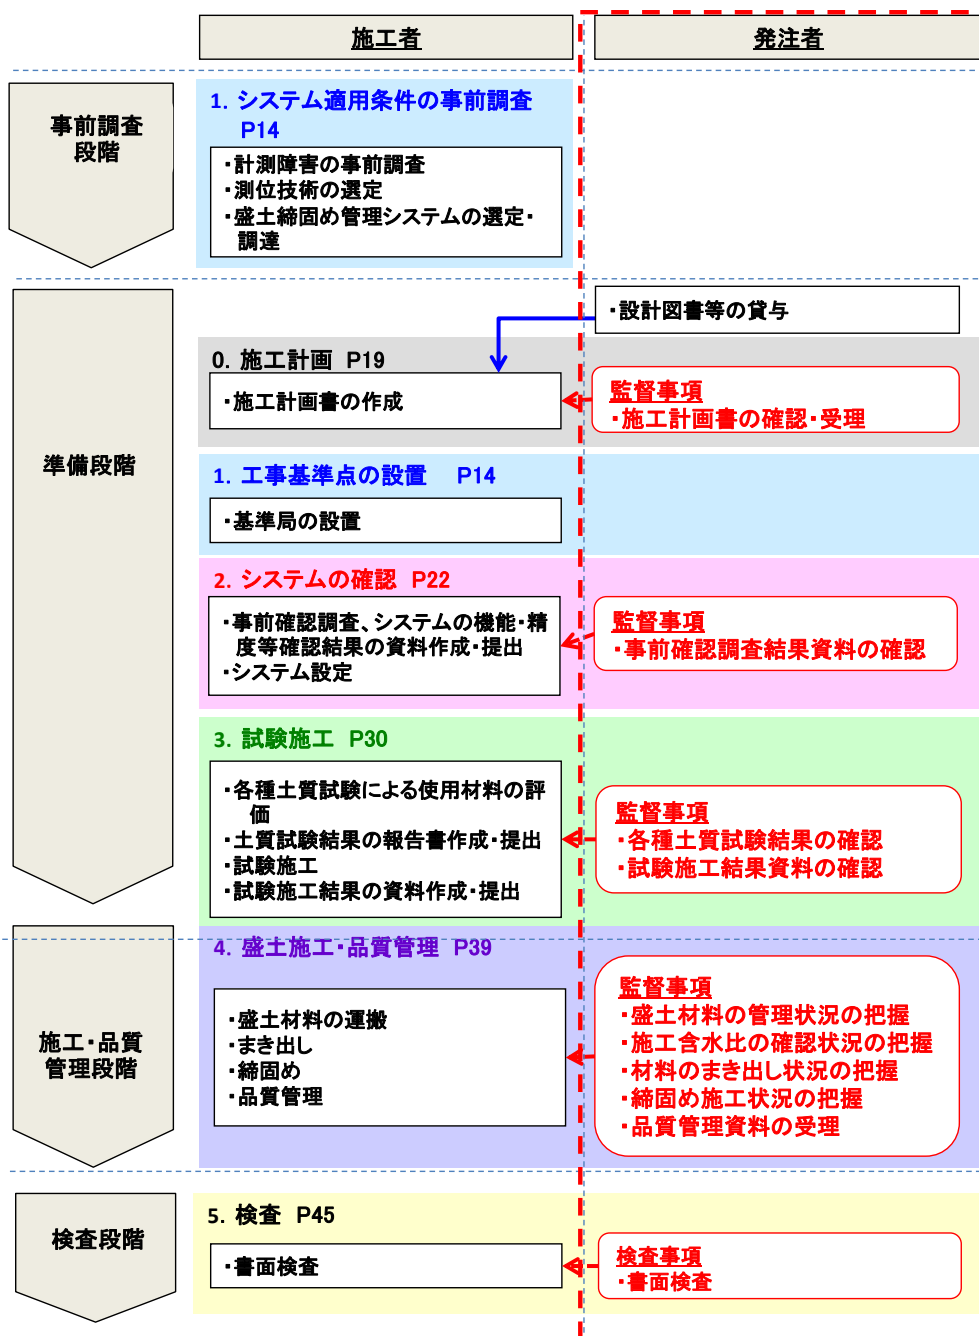 施工者
発注者
事前調査
段階
1. システム適用条件の事前調査
P14
・計測障害の事前調査
・測位技術の選定
・盛土締固め管理システムの選定・
調達
準備段階
・設計図書等の貸与
0. 施工計画 P19
・施工計画書の作成
監督事項
・施工計画書の確認・受理
1. 工事基準点の設置 P14
・基準局の設置
2. システムの確認 P22
・事前確認調査、システムの機能・精
度等確認結果の資料作成・提出
・システム設定
監督事項
・事前確認調査結果資料の確認
3. 試験施工 P30
・各種土質試験による使用材料の評
価
・土質試験結果の報告書作成・提出
・試験施工
・試験施工結果の資料作成・提出
監督事項
・各種土質試験結果の確認
・試験施工結果資料の確認
施工・品質
管理段階
4. 盛土施工・品質管理 P39
・盛土材料の運搬
・まき出し
・締固め
・品質管理
監督事項
・盛土材料の管理状況の把握
・施工含水比の確認状況の把握
・材料のまき出し状況の把握
・締固め施工状況の把握
・品質管理資料の受理
検査段階
5. 検査 P45
・書面検査
検査事項
・書面検査